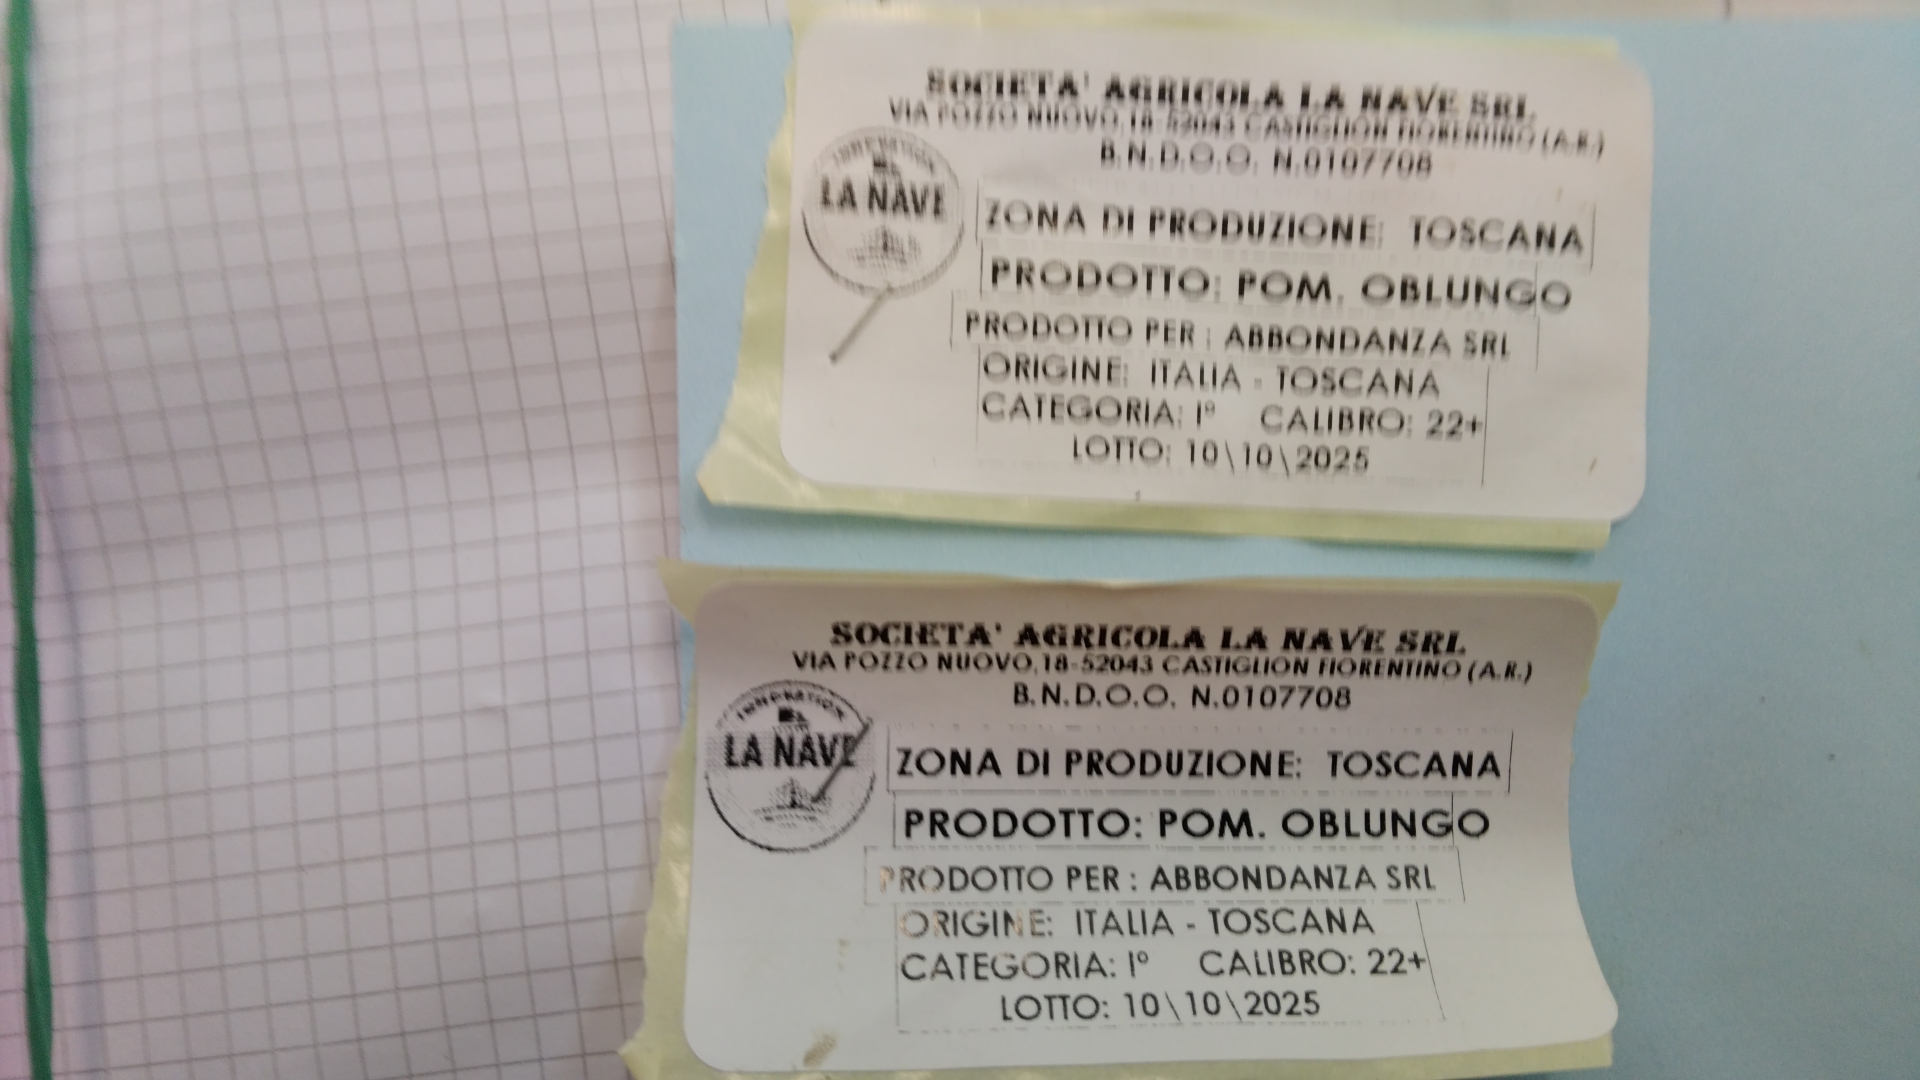 SOCIETA' AGRICOLA LA NAVE SRL
VIA POZZO NUOVO,18-52043 CASTIGLION FIORENTINO (A.R.)
B.N.D.O.O. N.0107708
INNOVATION
LA NAVE
ZONA DI PRODUZIONE: TOSCANA
PRODOTTO: POM. OBLUNGO
PRODOTTO PER : ABBONDANZA SRL
ORIGINE: ITALIA - TOSCANA
CATEGORIA: I° CALIBRO: 22+
LOTTO: 10\10\2025
SOCIETA' AGRICOLA LA NAVE SRL
VIA POZZO NUOVO,18-52043 CASTIGLION FIORENTINO (A.R.)
B.N.D.O.O. N.0107708
INNOVATION
LA NAVE
ZONA DI PRODUZIONE: TOSCANA
PRODOTTO: POM. OBLUNGO
PRODOTTO PER : ABBONDANZA SRL
ORIGINE: ITALIA - TOSCANA
CATEGORIA: I° CALIBRO: 22+
LOTTO: 10\10\2025